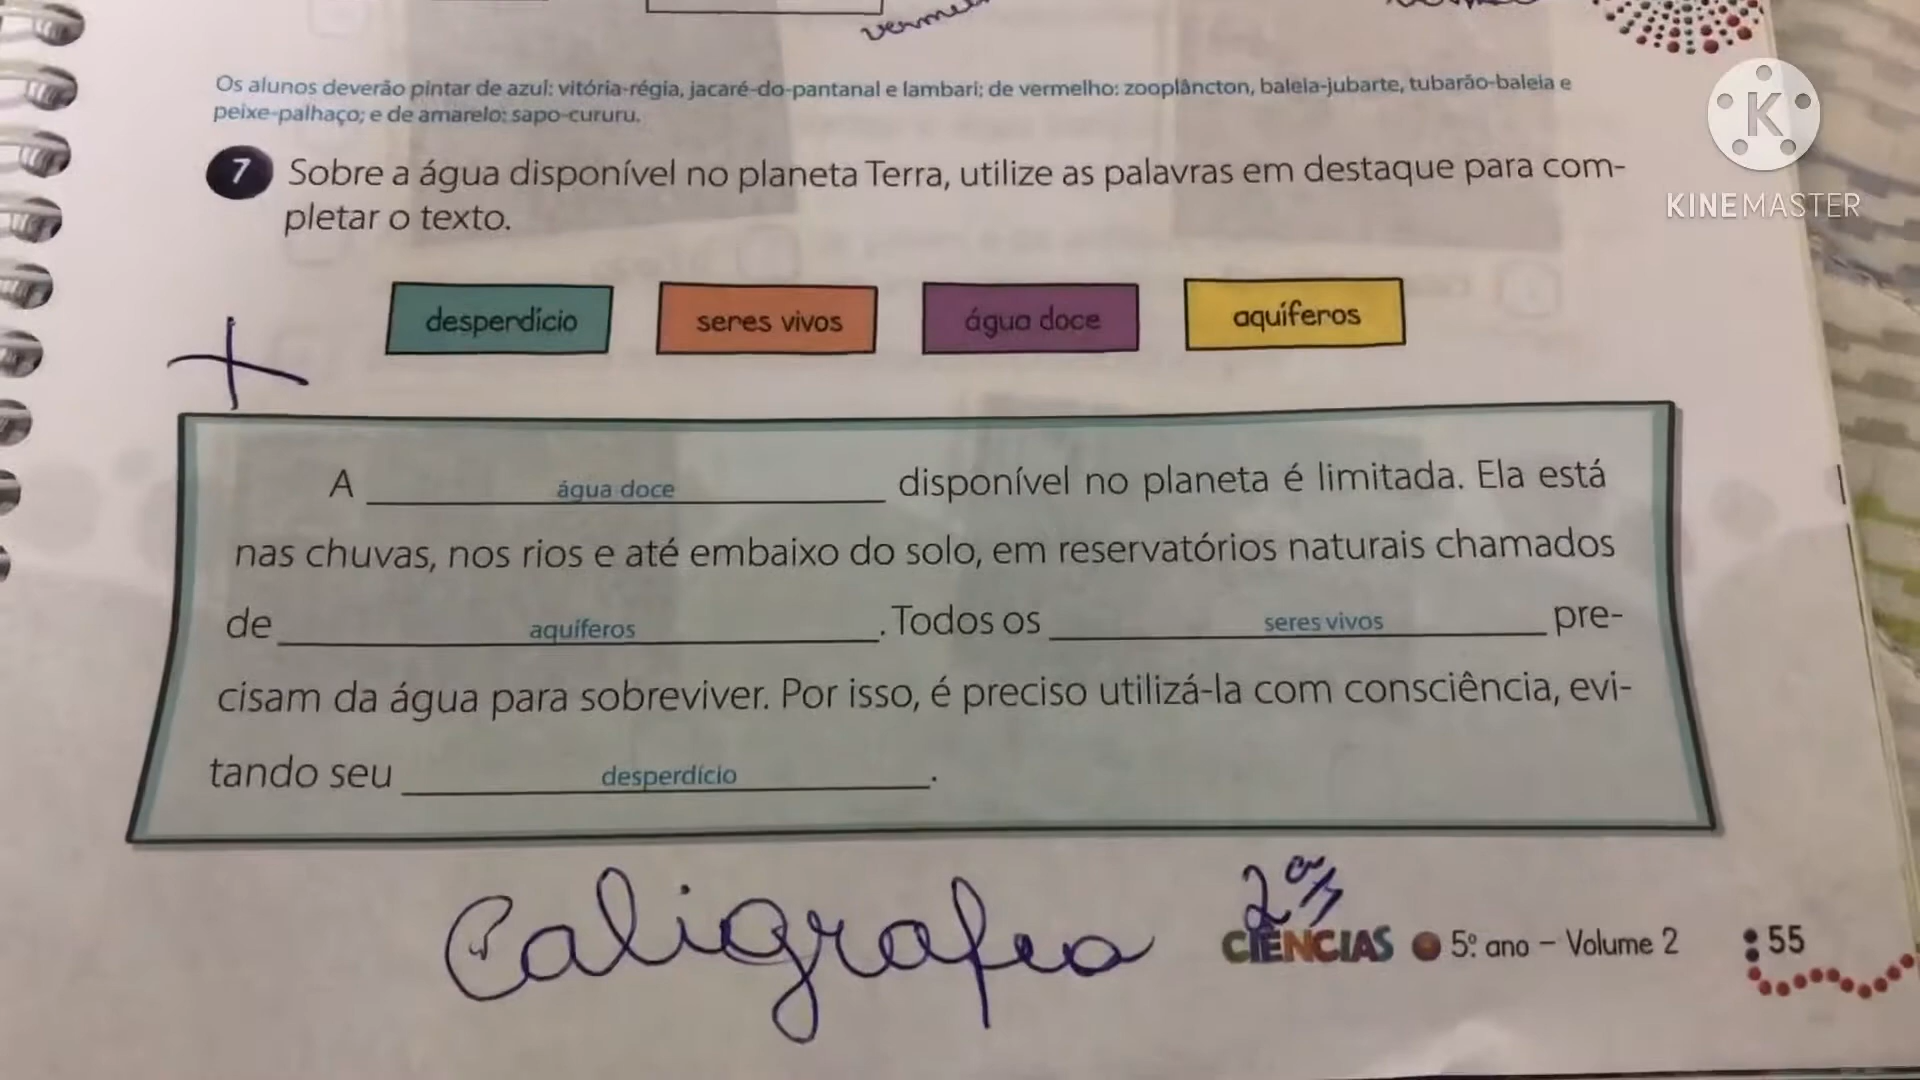 Os alunos deverão pintar de azul: vitória-régia, jacaré-do-pantanal e lambari; de vermelho: zooplâncton, baleia-jubarte, tubarão-baleia e
peixe-palhaço; e de amarelo: sapo-cururu.
7 Sobre a água disponível no planeta Terra, utilize as palavras em destaque para com-
pletar o texto.
KINEMASTER
desperdício seres vivos água doce aquíferos
A água doce disponível no planeta é limitada. Ela está
nas chuvas, nos rios e até embaixo do solo, em reservatórios naturais chamados
de aquíferos. Todos os seres vivos pre-
cisam da água para sobreviver. Por isso, é preciso utilizá-la com consciência, evi-
tando seu desperdício.
Caligrafia
CIÊNCIAS 5º ano – Volume 2 55